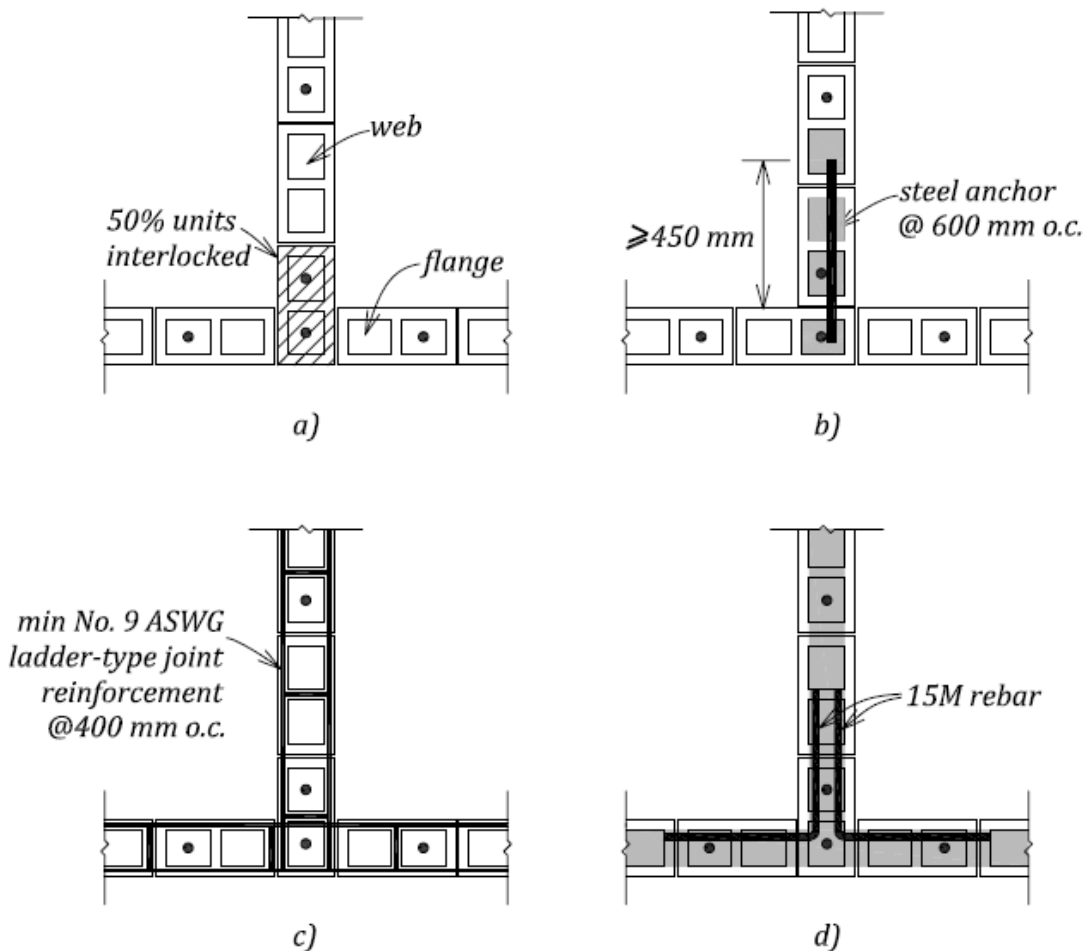 web
50% units
interlocked
flange
a)
steel anchor
@ 600 mm o.c.
⩾450 mm
b)
min No. 9 ASWG
ladder-type joint
reinforcement
@400 mm o.c.
c)
15M rebar
d)